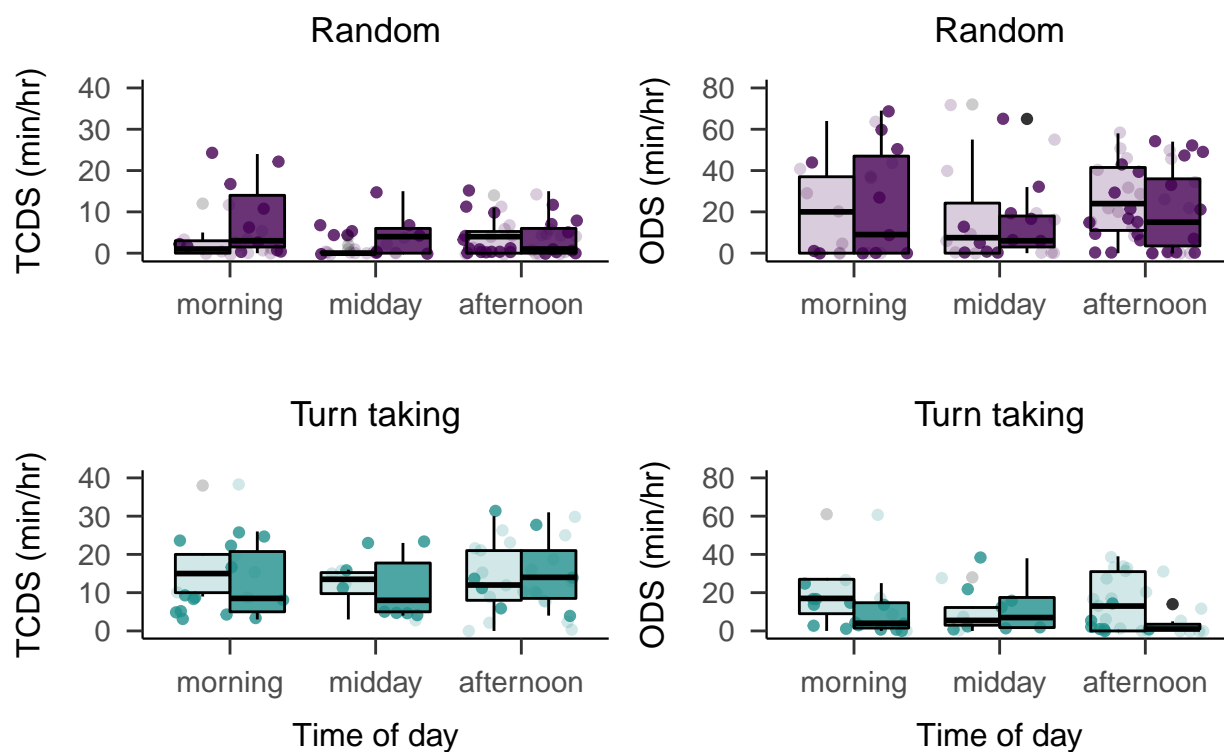 Random
TCDS (min/hr)
40
30
20
10
0
morning midday afternoon
Random
ODS (min/hr)
80
60
40
20
0
morning midday afternoon
Turn taking
TCDS (min/hr)
40
30
20
10
0
morning midday afternoon
Time of day
Turn taking
ODS (min/hr)
80
60
40
20
0
morning midday afternoon
Time of day